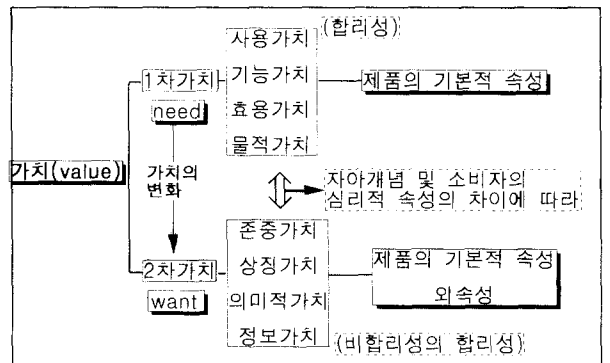 사용가치 (합리성)
1차가치 기능가치 제품의 기본적 속성
need 효용가치
물적가치
가치(value)
가치의
변화
자아개념 및 소비자의
심리적 속성의 차이에 따라
존중가치
2차가치 상징가치 제품의 기본적 속성
want 의미적가치 외속성
정보가치 (비합리성의 합리성)